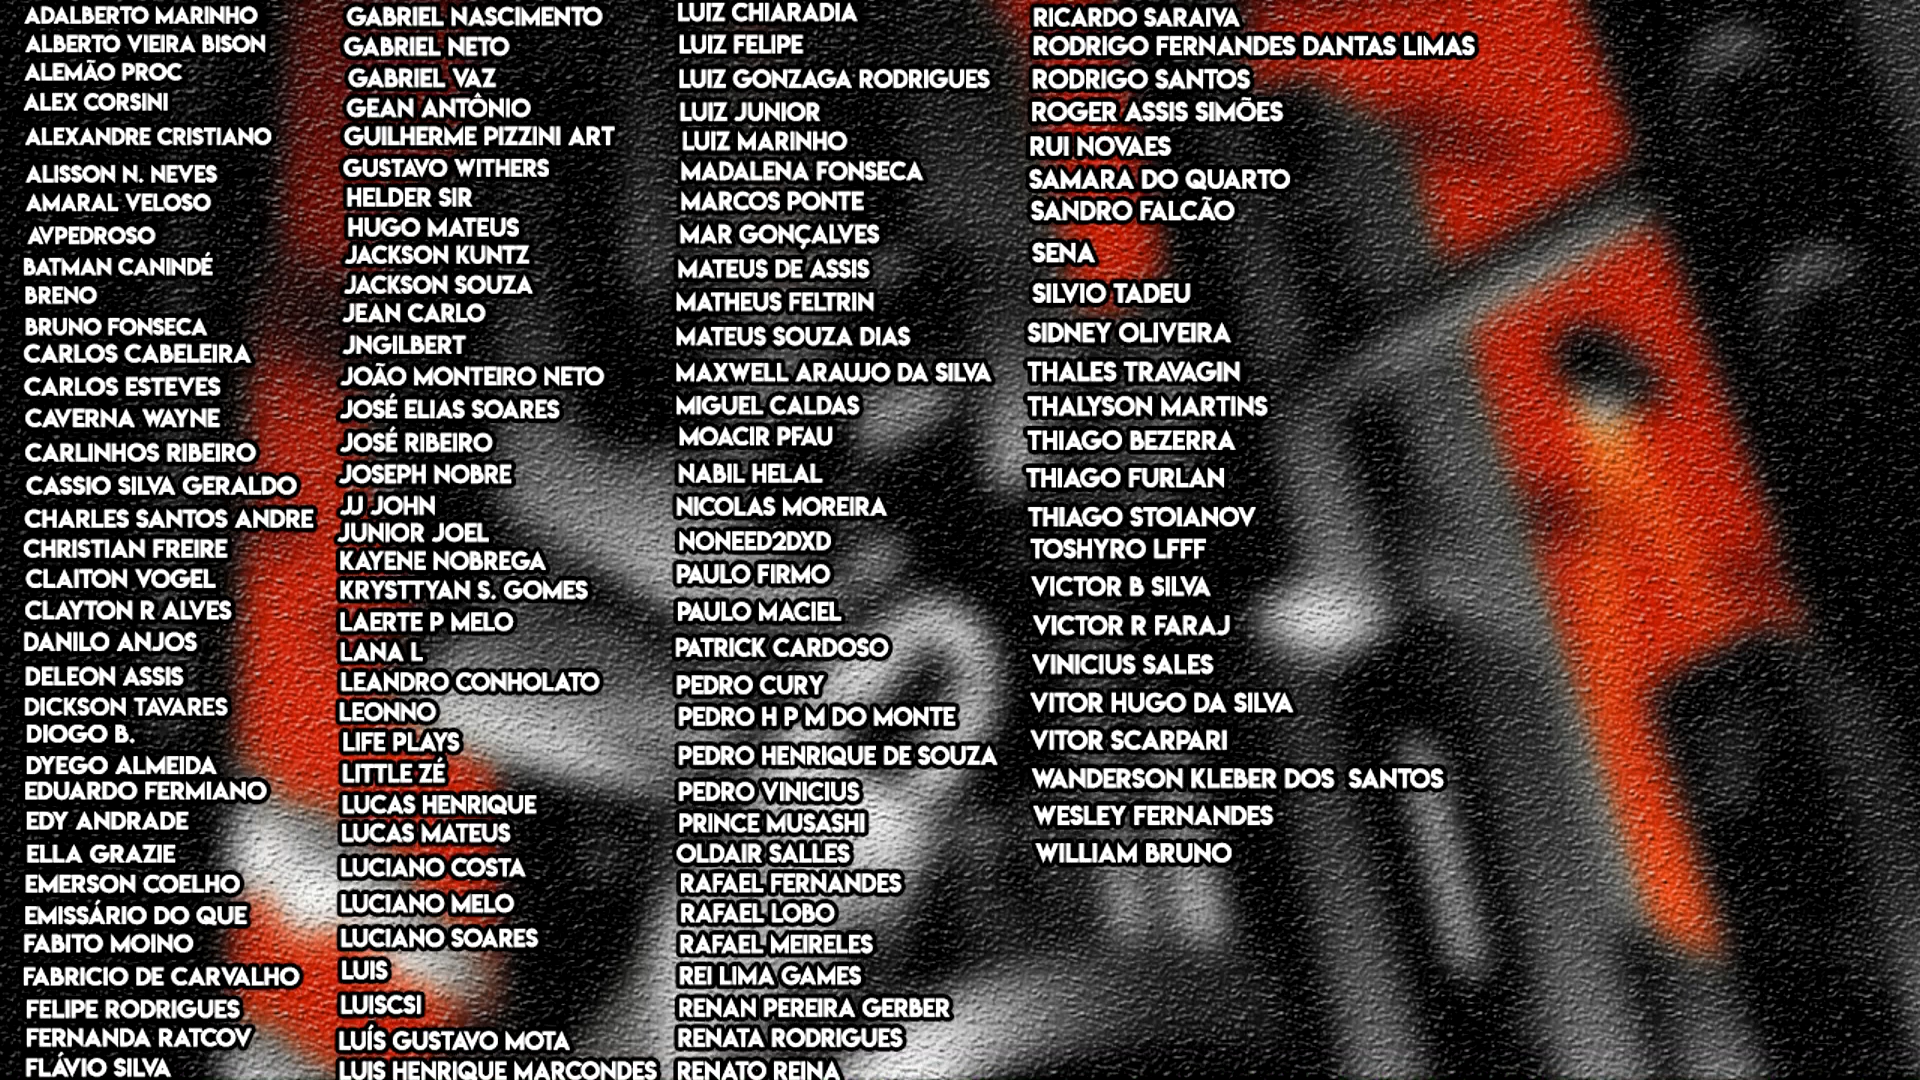 ADALBERTO MARINHO
ALBERTO VIEIRA BISON
ALEMÃO PROC
ALEX CORSINI
ALEXANDRE CRISTIANO
ALISSON N. NEVES
AMARAL VELOSO
AVPEDROSO
BATMAN CANINDÉ
BRENO
BRUNO FONSECA
CARLOS CABELEIRA
CARLOS ESTEVES
CAVERNA WAYNE
CARLINHOS RIBEIRO
CASSIO SILVA GERALDO
CHARLES SANTOS ANDRE
CHRISTIAN FREIRE
CLAITON VOGEL
CLAYTON R ALVES
DANILO ANJOS
DELEON ASSIS
DICKSON TAVARES
DIOGO B.
DYEGO ALMEIDA
EDUARDO FERMIANO
EDY ANDRADE
ELLA GRAZIE
EMERSON COELHO
EMISSÁRIO DO QUE
FABITO MOINO
FABRICIO DE CARVALHO
FELIPE RODRIGUES
FERNANDA RATCOV
FLÁVIO SILVA
GABRIEL NASCIMENTO
GABRIEL NETO
GABRIEL VAZ
GEAN ANTÔNIO
GUILHERME PIZZINI ART
GUSTAVO WITHERS
HELDER SIR
HUGO MATEUS
JACKSON KUNTZ
JACKSON SOUZA
JEAN CARLO
JNGILBERT
JOÃO MONTEIRO NETO
JOSÉ ELIAS SOARES
JOSÉ RIBEIRO
JOSEPH NOBRE
JJ JOHN
JUNIOR JOEL
KAYENE NOBREGA
KRYSTTYAN S. GOMES
LAERTE P MELO
LANA L
LEANDRO CONHOLATO
LEONNO
LIFE PLAYS
LITTLE ZÉ
LUCAS HENRIQUE
LUCAS MATEUS
LUCIANO COSTA
LUCIANO MELO
LUCIANO SOARES
LUIS
LUISCSI
LUÍS GUSTAVO MOTA
LUIS HENRIQUE MARCONDES
LUIZ CHIARADIA
LUIZ FELIPE
LUIZ GONZAGA RODRIGUES
LUIZ JUNIOR
LUIZ MARINHO
MADALENA FONSECA
MARCOS PONTE
MAR GONÇALVES
MATEUS DE ASSIS
MATHEUS FELTRIN
MATEUS SOUZA DIAS
MAXWELL ARAUJO DA SILVA
MIGUEL CALDAS
MOACIR PFAU
NABIL HELAL
NICOLAS MOREIRA
NONEED2DXD
PAULO FIRMO
PAULO MACIEL
PATRICK CARDOSO
PEDRO CURY
PEDRO H P M DO MONTE
PEDRO HENRIQUE DE SOUZA
PEDRO VINICIUS
PRINCE MUSASHI
OLDAIR SALLES
RAFAEL FERNANDES
RAFAEL LOBO
RAFAEL MEIRELES
REI LIMA GAMES
RENAN PEREIRA GERBER
RENATA RODRIGUES
RENATO REINA
RICARDO SARAIVA
RODRIGO FERNANDES DANTAS LIMAS
RODRIGO SANTOS
ROGER ASSIS SIMÕES
RUI NOVAES
SAMARA DO QUARTO
SANDRO FALCÃO
SENA
SILVIO TADEU
SIDNEY OLIVEIRA
THALES TRAVAGIN
THALYSON MARTINS
THIAGO BEZERRA
THIAGO FURLAN
THIAGO STOIANOV
TOSHYRO LFFF
VICTOR B SILVA
VICTOR R FARAJ
VINICIUS SALES
VITOR HUGO DA SILVA
VITOR SCARPARI
WANDERSON KLEBER DOS  SANTOS
WESLEY FERNANDES
WILLIAM BRUNO